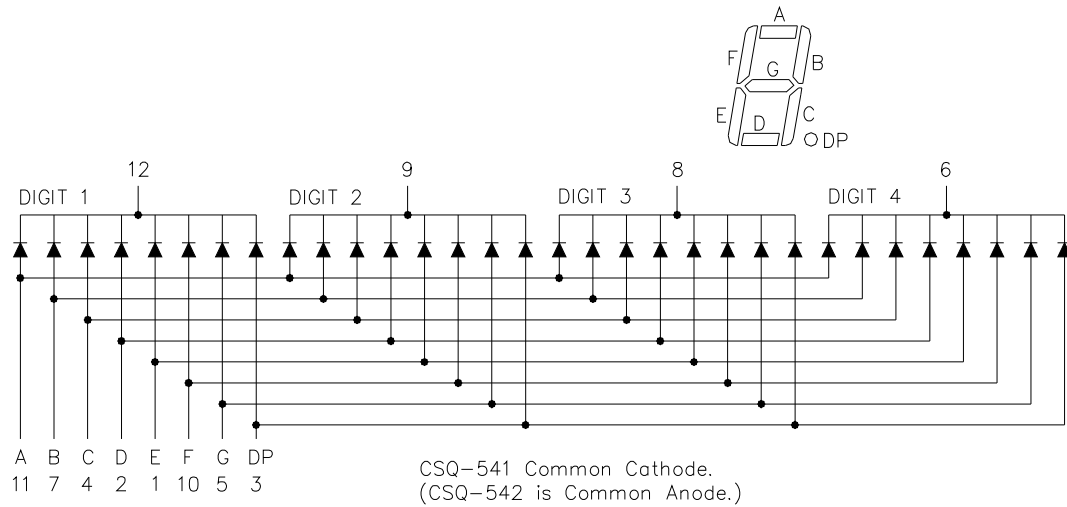 A
F
B
G
E
C
D
DP
12
9
8
6
DIGIT 1
DIGIT 2
DIGIT 3
DIGIT 4
A B C D E F G DP
11 7 4 2 1 10 5 3
CSQ-541 Common Cathode.
(CSQ-542 is Common Anode.)